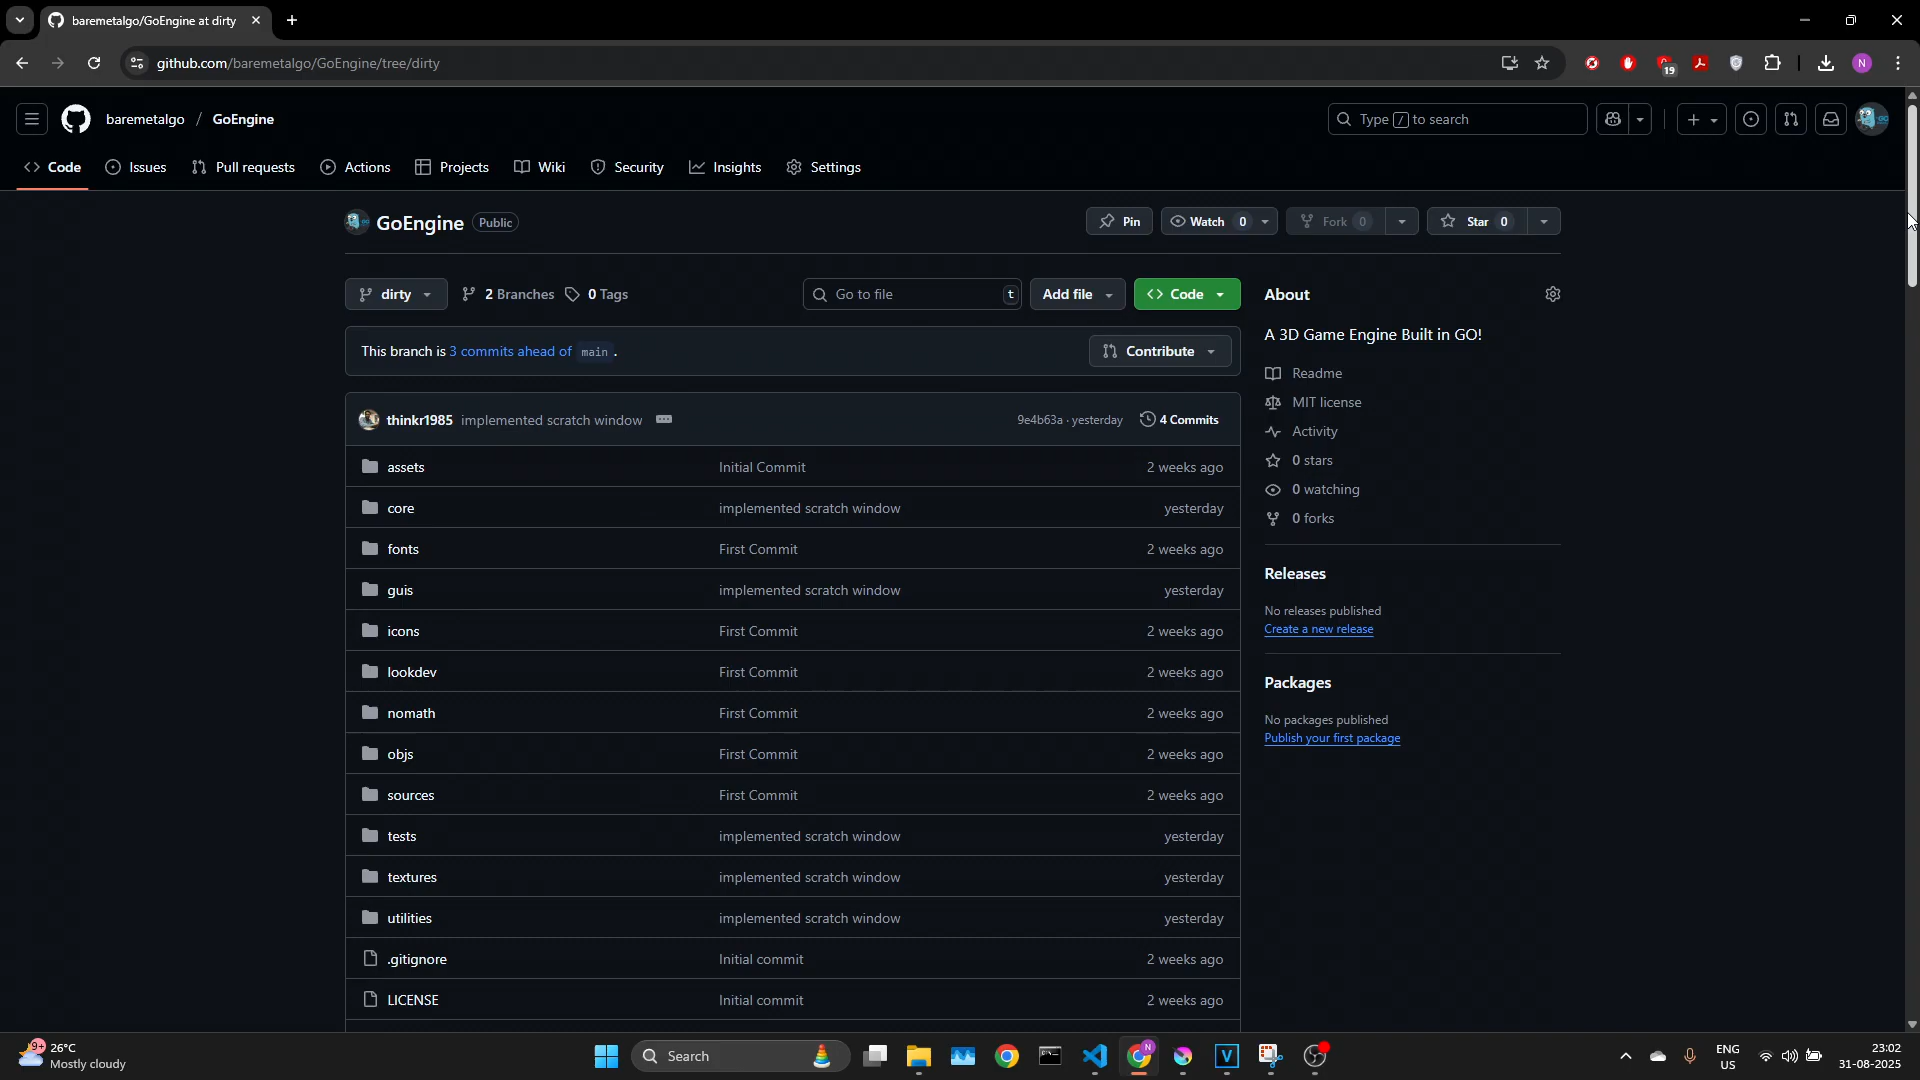 baremetalgo/GoEngine at dirty
github.com/baremetalgo/GoEngine/tree/dirty
19
N
baremetalgo / GoEngine
Type / to search
Code Issues Pull requests Actions Projects Wiki Security Insights Settings
GoEngine Public
Pin Watch 0 Fork 0 Star 0
dirty 2 Branches 0 Tags Go to file t Add file Code
This branch is 3 commits ahead of main .
Contribute
thinkr1985 implemented scratch window 9e4b63a · yesterday 4 Commits
assets Initial Commit 2 weeks ago
core implemented scratch window yesterday
fonts First Commit 2 weeks ago
guis implemented scratch window yesterday
icons First Commit 2 weeks ago
lookdev First Commit 2 weeks ago
nomath First Commit 2 weeks ago
objs First Commit 2 weeks ago
sources First Commit 2 weeks ago
tests implemented scratch window yesterday
textures implemented scratch window yesterday
utilities implemented scratch window yesterday
.gitignore Initial commit 2 weeks ago
LICENSE Initial commit 2 weeks ago
About
A 3D Game Engine Built in GO!
Readme
MIT license
Activity
0 stars
0 watching
0 forks
Releases
No releases published
Create a new release
Packages
No packages published
Publish your first package
9+
26°C
Mostly cloudy
Search
N
V
ENG
US
23:02
31-08-2025